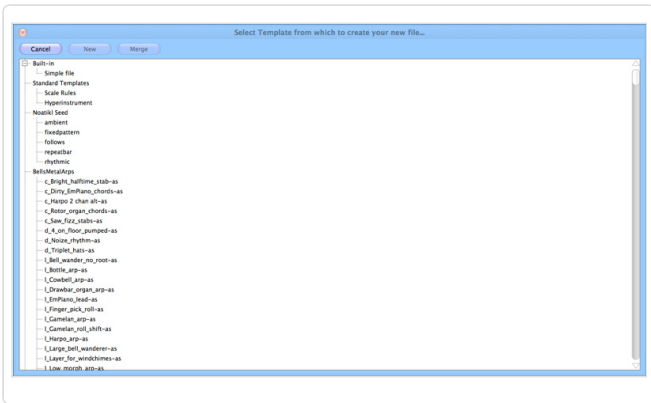 Select Template from which to create your new file...
Cancel New Merge
Built-in
Simple file
Standard Templates
Scale Rules
Hyperinstrument
Noatikl Seed
ambient
fixedpattern
follows
repeatbar
rhythmic
BellsMetalArps
c_Bright_halftime_stab-as
c_Dirty_EmPiano_chords-as
c_Harpo 2 chan alt-as
c_Rotor_organ_chords-as
c_Saw_fizz_stabs-as
d_4_on_floor_pumped-as
d_Noize_rhythm-as
d_Triplet_hats-as
l_Bell_wander_no_root-as
l_Bottle_arp-as
l_Cowbell_arp-as
l_Drawbar_organ_arp-as
l_EmPiano_lead-as
l_Finger_pick_roll-as
l_Gamelan_arp-as
l_Gamelan_roll_shift-as
l_Harpo_arp-as
l_Large_bell_wanderer-as
l_Layer_for_windchimes-as
l_Low_morph_arp-as